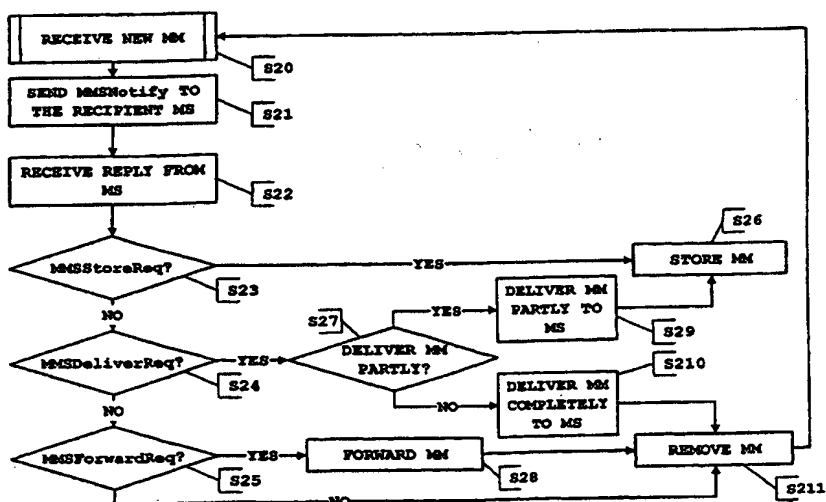 RECEIVE NEW MM
S20
SEND MMSNotify TO
THE RECIPIENT MS
S21
RECEIVE REPLY FROM
MS
S22
S26
MMSStoreReq?
YES
STORE MM
S23
NO
S27
YES
DELIVER MM
PARTLY TO
MS
S29
MMSDeliverReq?
YES
DELIVER MM
PARTLY?
S24
S210
NO
DELIVER MM
COMPLETELY
TO MS
NO
MMSForwardReq?
YES
FORWARD MM
REMOVE MM
S25
S28
S211
NO